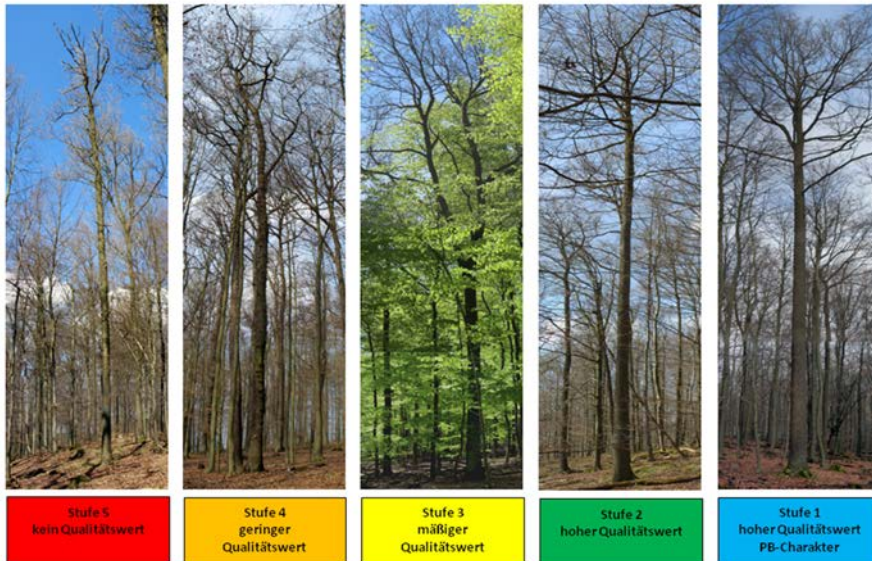 Stufe 5
kein Qualitätswert
Stufe 4
geringer
Qualitätswert
Stufe 3
mäßiger
Qualitätswert
Stufe 2
hoher Qualitätswert
Stufe 1
hoher Qualitätswert
PB-Charakter